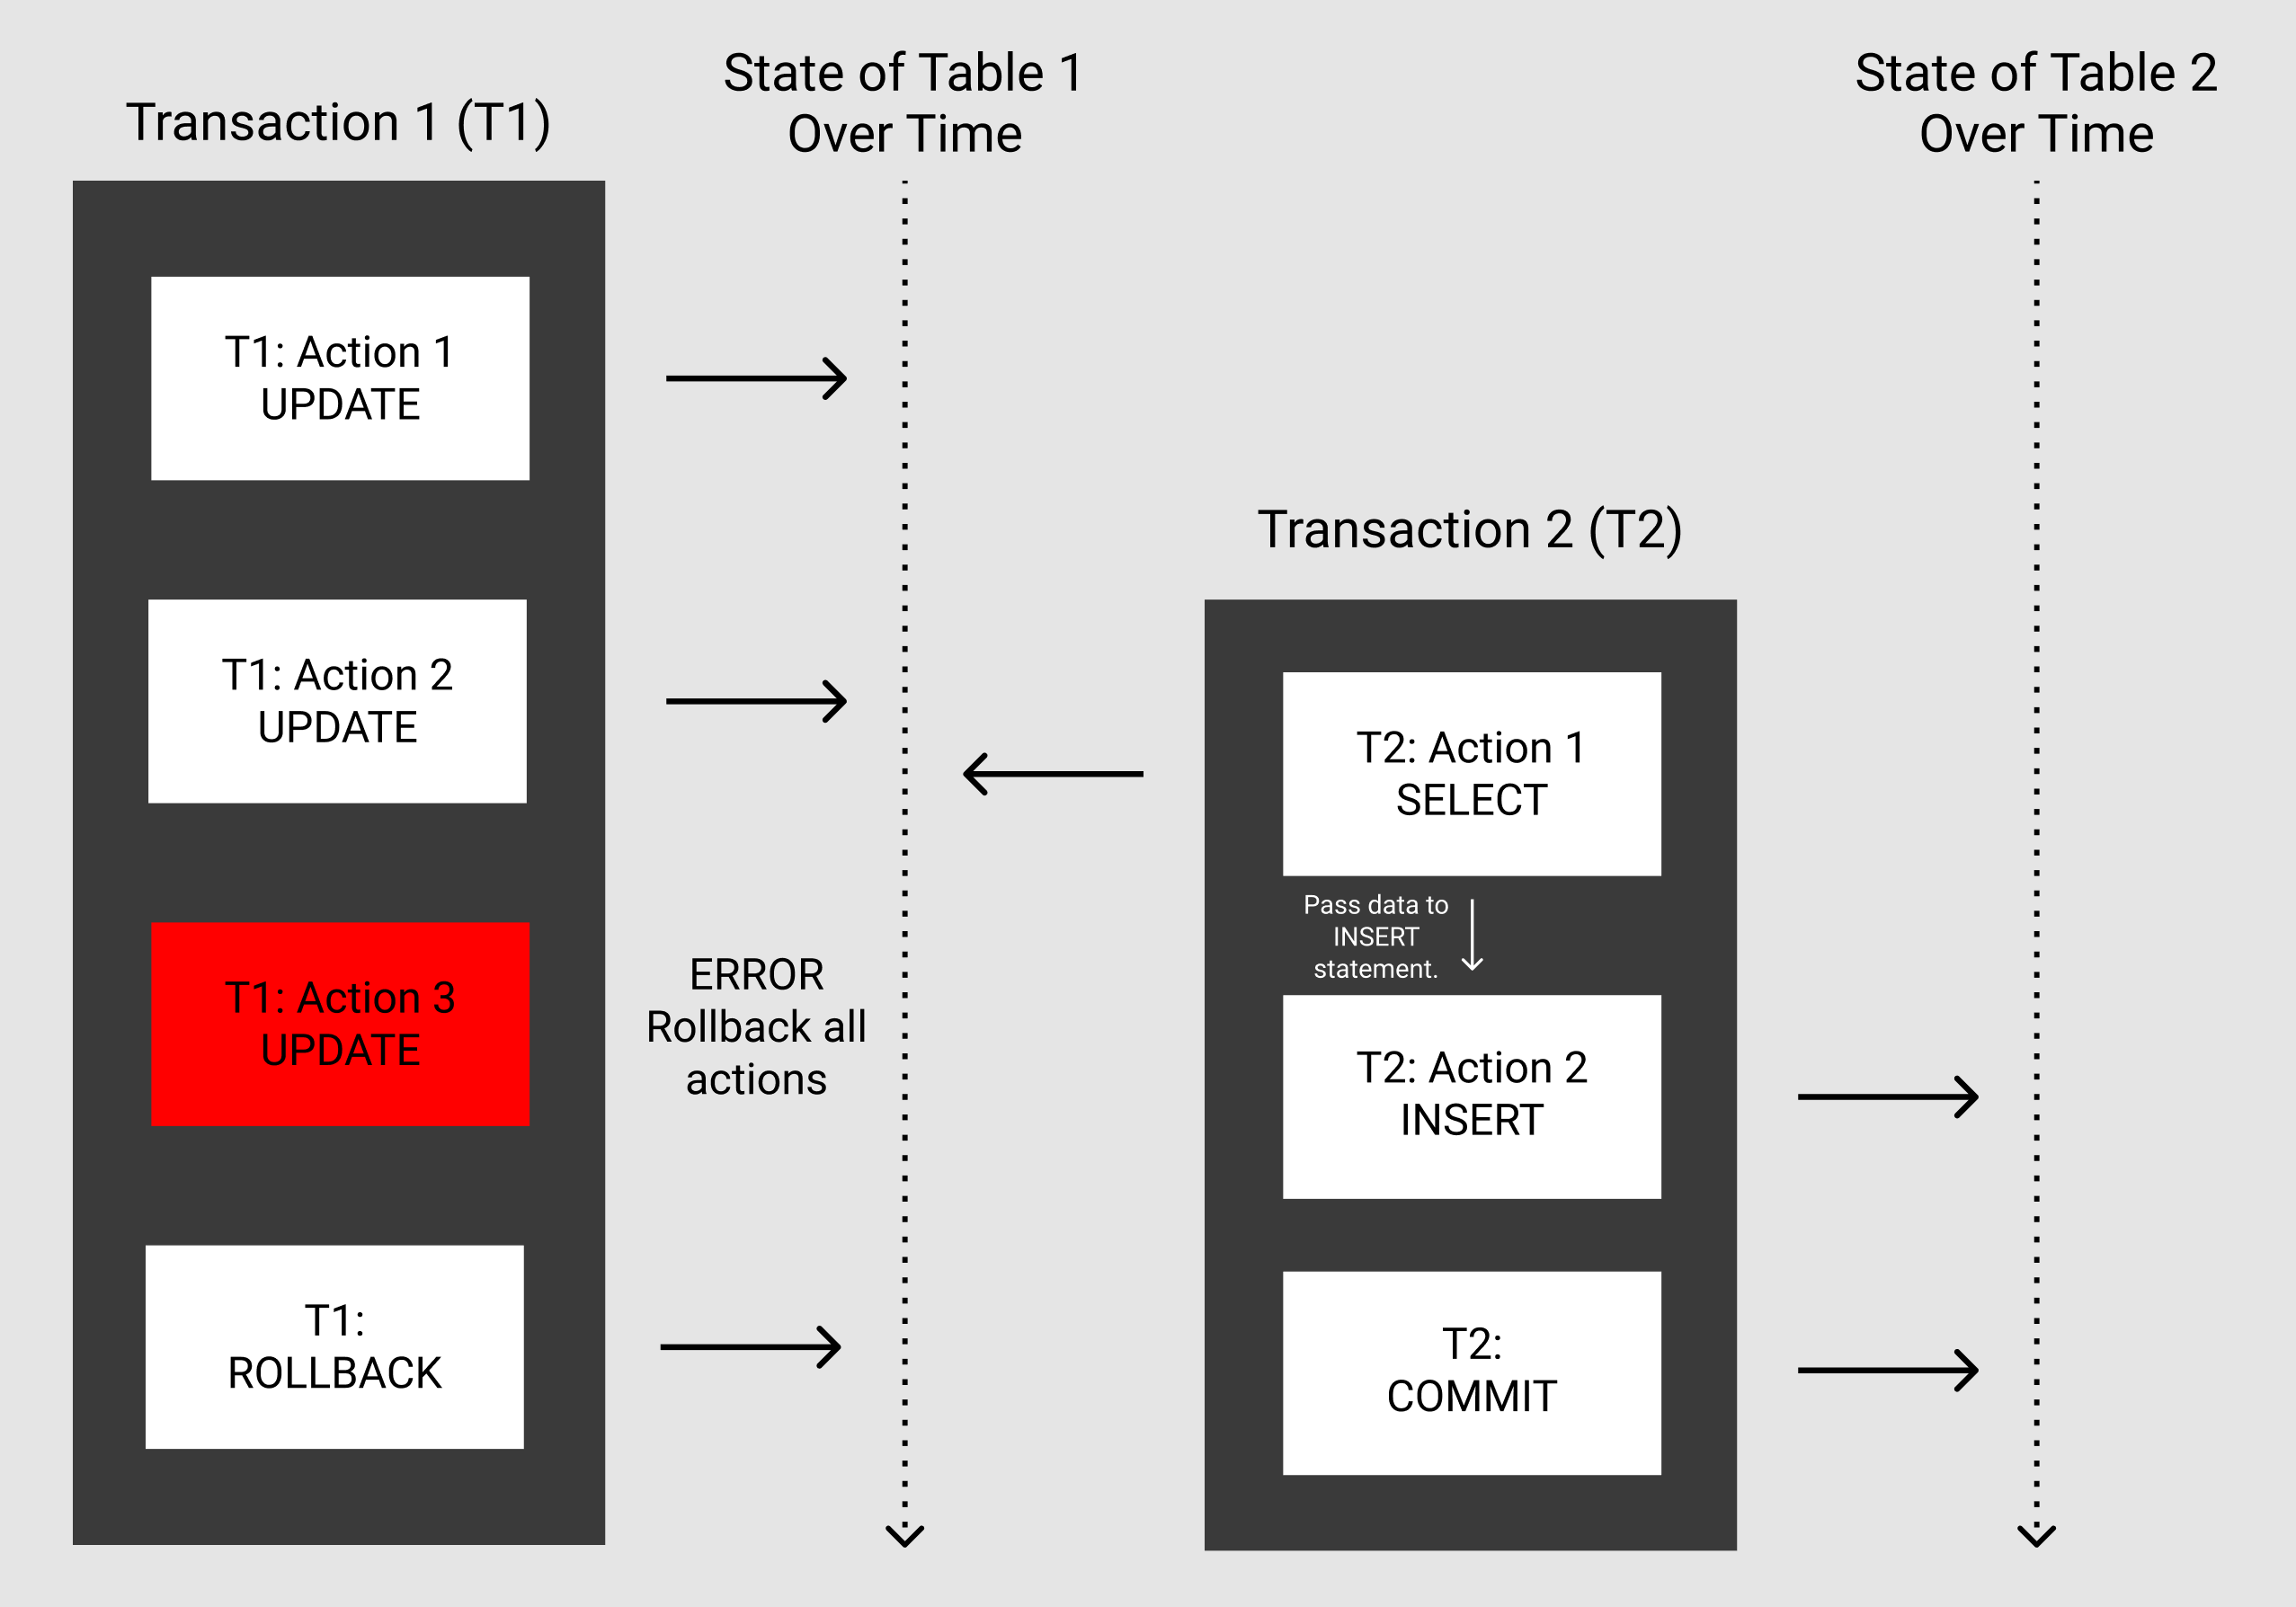 Transaction 1 (T1)
State of Table 1
Over Time
State of Table 2
Over Time
T1: Action 1
UPDATE
Transaction 2 (T2)
T1: Action 2
UPDATE
T2: Action 1
SELECT
Pass data to
INSERT
statement.
T1: Action 3
UPDATE
ERROR
Rollback all
actions
T2: Action 2
INSERT
T1:
ROLLBACK
T2:
COMMIT